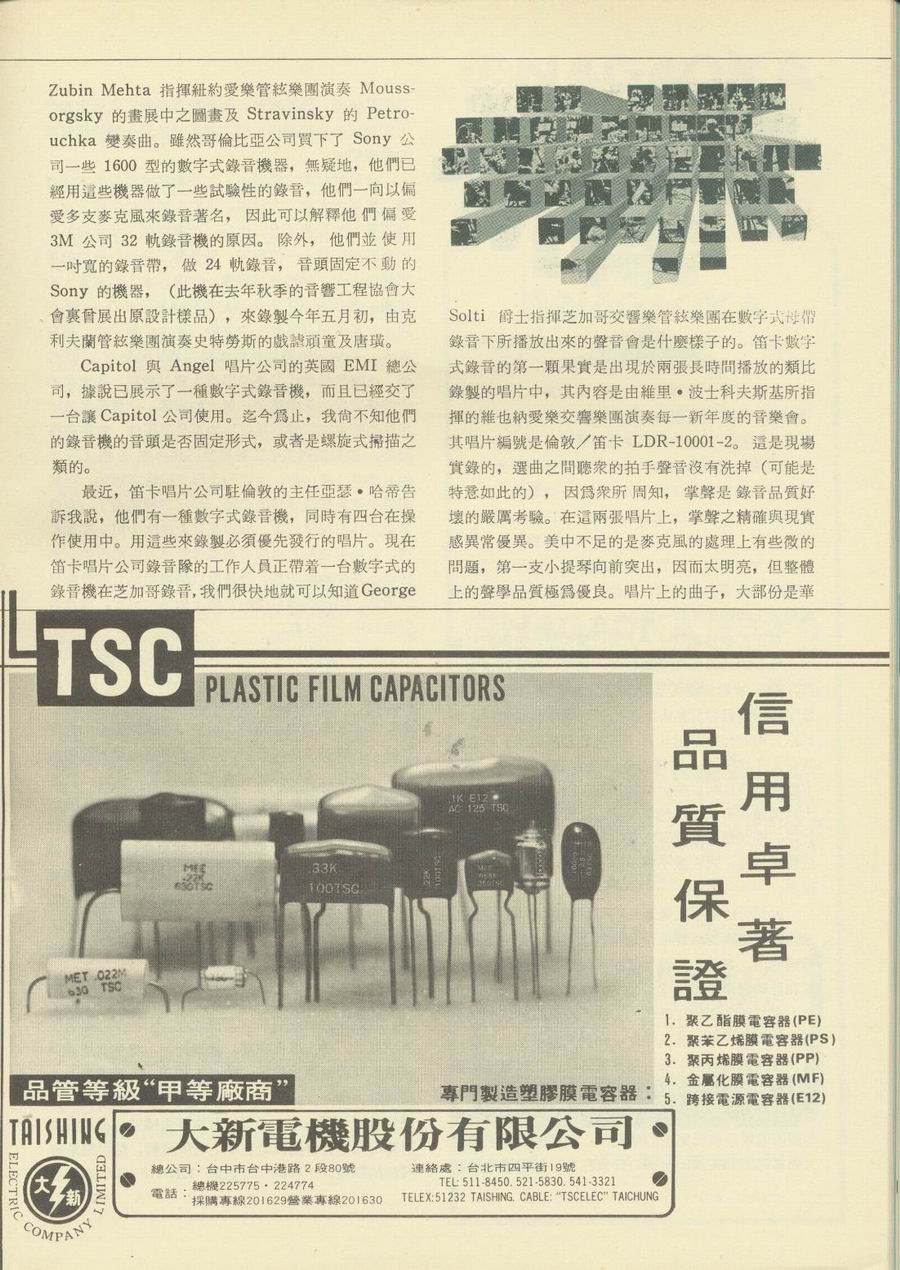 Zubin Mehta 指揮紐約愛樂管絃樂團演奏 Mouss-
orgsky 的畫展中之圖畫及 Stravinsky 的 Petro-
uchka 變奏曲。雖然哥倫比亞公司買下了 Sony 公
司一些 1600 型的數字式錄音機器，無疑地，他們已
經用這些機器做了一些試驗性的錄音，他們一向以偏
愛多支麥克風來錄音著名，因此可以解釋他們偏愛
3M 公司 32 軌錄音機的原因。除外，他們並使用
一吋寬的錄音帶，做 24 軌錄音，音頭固定不動的
Sony 的機器，（此機在去年秋季的音響工程協會大
會裏曾展出原設計樣品），來錄製今年五月初，由克
利夫蘭管絃樂團演奏史特勞斯的戲謔頑童及唐璜。
Capitol 與 Angel 唱片公司的英國 EMI 總公
司，據說已展示了一種數字式錄音機，而且已經交了
一台讓 Capitol 公司使用。迄今爲止，我尙不知他們
的錄音機的音頭是否固定形式，或者是螺旋式掃描之
類的。
最近，笛卡唱片公司駐倫敦的主任亞瑟•哈帝告
訴我說，他們有一種數字式錄音機，同時有四台在操
作使用中。用這些來錄製必須優先發行的唱片。現在
笛卡唱片公司錄音隊的工作人員正帶着一台數字式的
錄音機在芝加哥錄音，我們很快地就可以知道George
Solti 爵士指揮芝加哥交響樂管絃樂團在數字式母帶
錄音下所播放出來的聲音會是什麼樣子的。笛卡數字
式錄音的第一顆果實是出現於兩張長時間播放的類比
錄製的唱片中，其內容是由維里•波士科夫斯基所指
揮的維也納愛樂交響樂團演奏每一新年度的音樂會。
其唱片編號是倫敦／笛卡 LDR-10001-2。這是現場
實錄的，選曲之間聽衆的拍手聲音沒有洗掉（可能是
特意如此的），因爲衆所周知，掌聲是錄音品質好
壞的嚴厲考驗。在這兩張唱片上，掌聲之精確與現實
感異常優異。美中不足的是麥克風的處理上有些微的
問題，第一支小提琴向前突出，因而太明亮，但整體
上的聲學品質極爲優良。唱片上的曲子，大部份是華
TSC
PLASTIC FILM CAPACITORS
信用卓著
品質保證
.1K E12
AC 125 TSC
MEZ
.22K
630TSC
.33K
100TSC
.22K
100TSC
MET .022M
630 TSC
1. 聚乙酯膜電容器(PE)
2. 聚苯乙烯膜電容器(PS)
3. 聚丙烯膜電容器(PP)
4. 金屬化膜電容器(MF)
5. 跨接電源電容器(E12)
品管等級“甲等廠商”
專門製造塑膠膜電容器：
TAISHING
ELECTRIC COMPANY LIMITED
大新
大新電機股份有限公司
總公司：台中市台中港路2段80號
電話：總機225775・224774
採購專線201629營業專線201630
連絡處：台北市四平街19號
TEL: 511-8450. 521-5830. 541-3321
TELEX:51232 TAISHING. CABLE: "TSCELEC" TAICHUNG